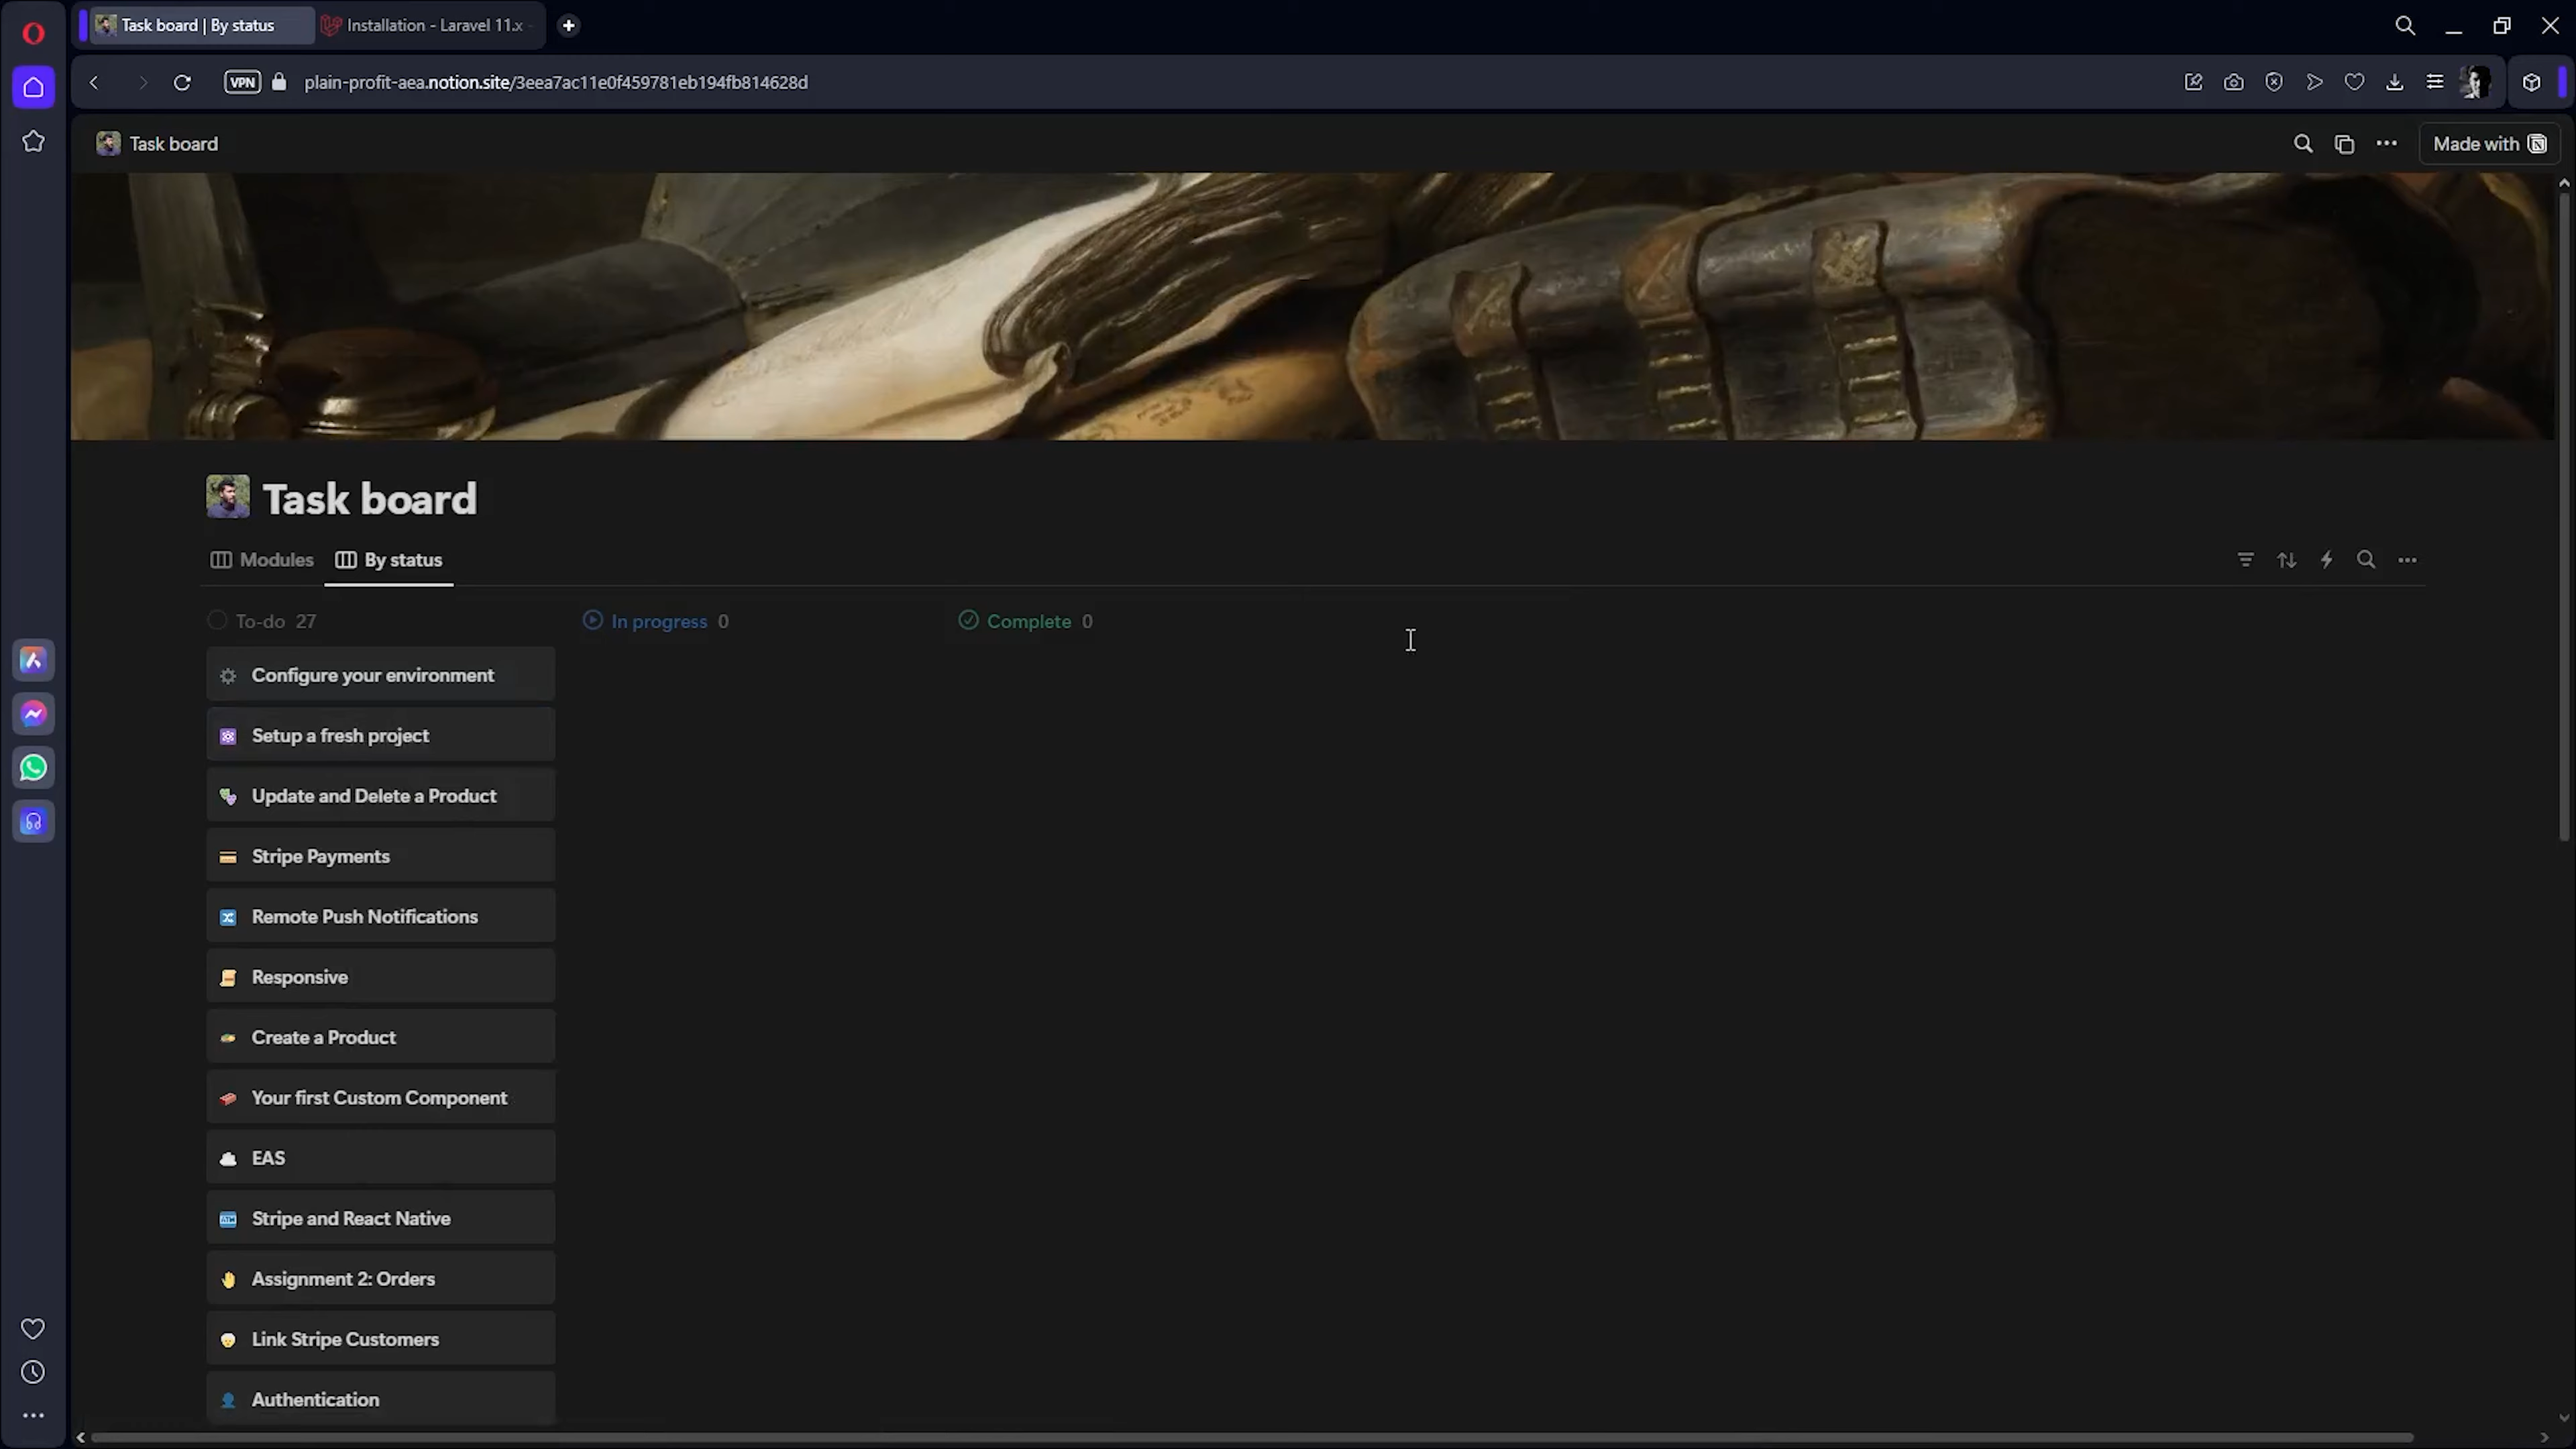 Task board | By status
Installation - Laravel 11.x
VPN
plain-profit-aea.notion.site/3eea7ac11e0f459781eb194fb814628d
Task board
Made with
Task board
Modules
By status
To-do 27
In progress 0
Complete 0
Configure your environment
Setup a fresh project
Update and Delete a Product
Stripe Payments
Remote Push Notifications
Responsive
Create a Product
Your first Custom Component
EAS
Stripe and React Native
Assignment 2: Orders
Link Stripe Customers
Authentication